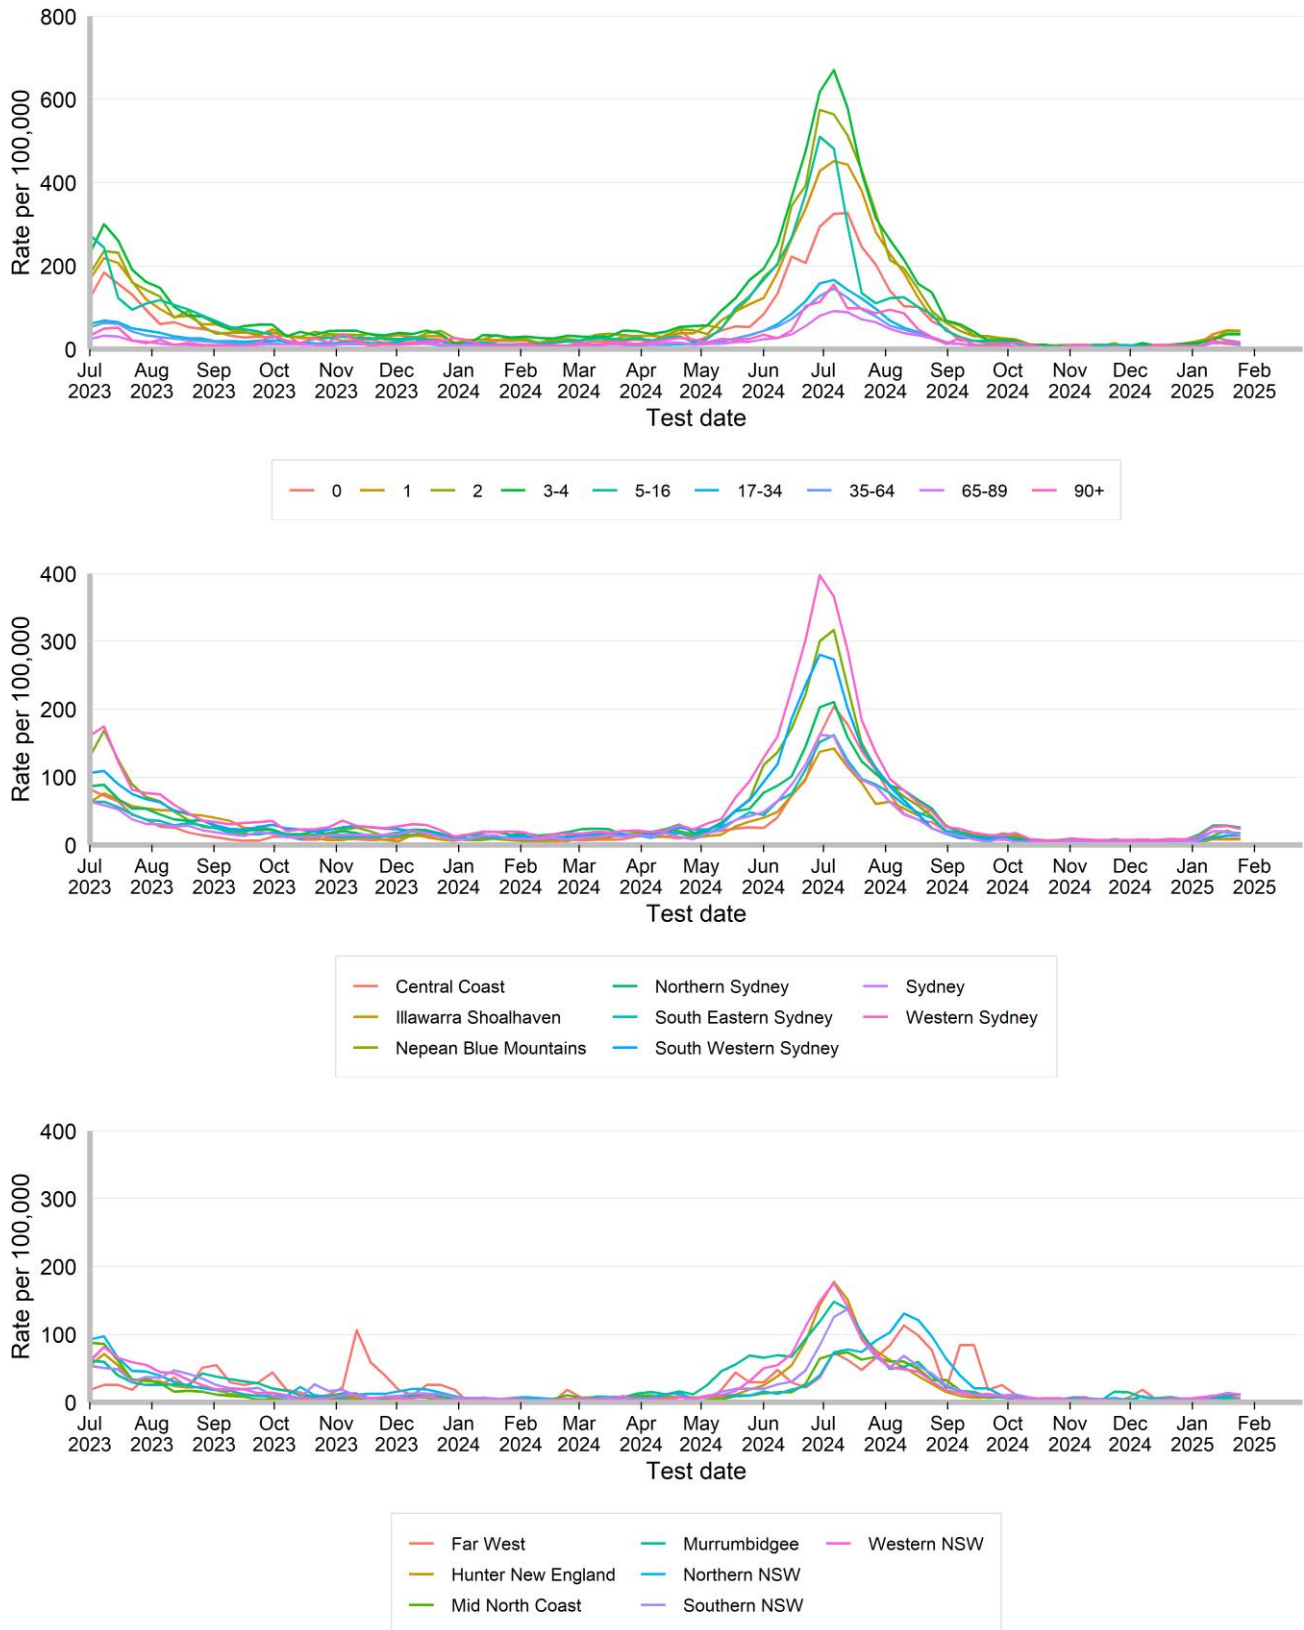 800
600
400
200
0
Rate per 100,000
Jul Aug Sep Oct Nov Dec Jan Feb Mar Apr May Jun Jul Aug Sep Oct Nov Dec Jan Feb
2023 2023 2023 2023 2023 2023 2024 2024 2024 2024 2024 2024 2024 2024 2024 2024 2024 2024 2025 2025
Test date
0 1 2 3-4 5-16 17-34 35-64 65-89 90+
400
300
200
100
0
Rate per 100,000
Jul Aug Sep Oct Nov Dec Jan Feb Mar Apr May Jun Jul Aug Sep Oct Nov Dec Jan Feb
2023 2023 2023 2023 2023 2023 2024 2024 2024 2024 2024 2024 2024 2024 2024 2024 2024 2024 2025 2025
Test date
Central Coast Northern Sydney Sydney
Illawarra Shoalhaven South Eastern Sydney Western Sydney
Nepean Blue Mountains South Western Sydney
400
300
200
100
0
Rate per 100,000
Jul Aug Sep Oct Nov Dec Jan Feb Mar Apr May Jun Jul Aug Sep Oct Nov Dec Jan Feb
2023 2023 2023 2023 2023 2023 2024 2024 2024 2024 2024 2024 2024 2024 2024 2024 2024 2024 2025 2025
Test date
Far West Murrumbidgee Western NSW
Hunter New England Northern NSW
Mid North Coast Southern NSW